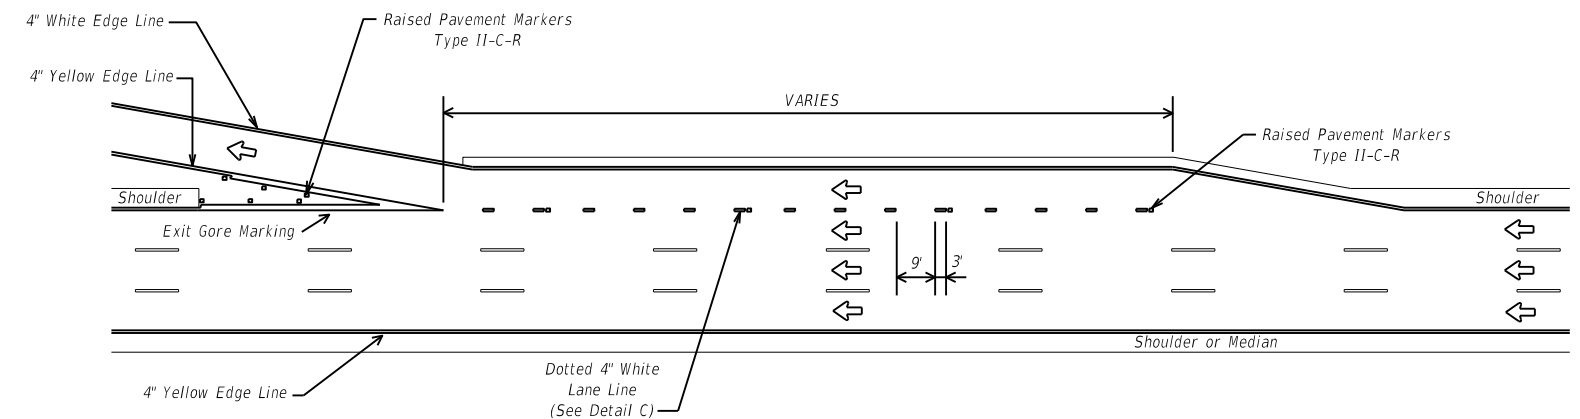 4" White Edge Line
Raised Pavement Markers
Type II-C-R
4" Yellow Edge Line
VARIES
Raised Pavement Markers
Type II-C-R
Shoulder
Shoulder
Exit Gore Marking
9'
3'
Shoulder or Median
Dotted 4" White
Lane Line
(See Detail C)
4" Yellow Edge Line